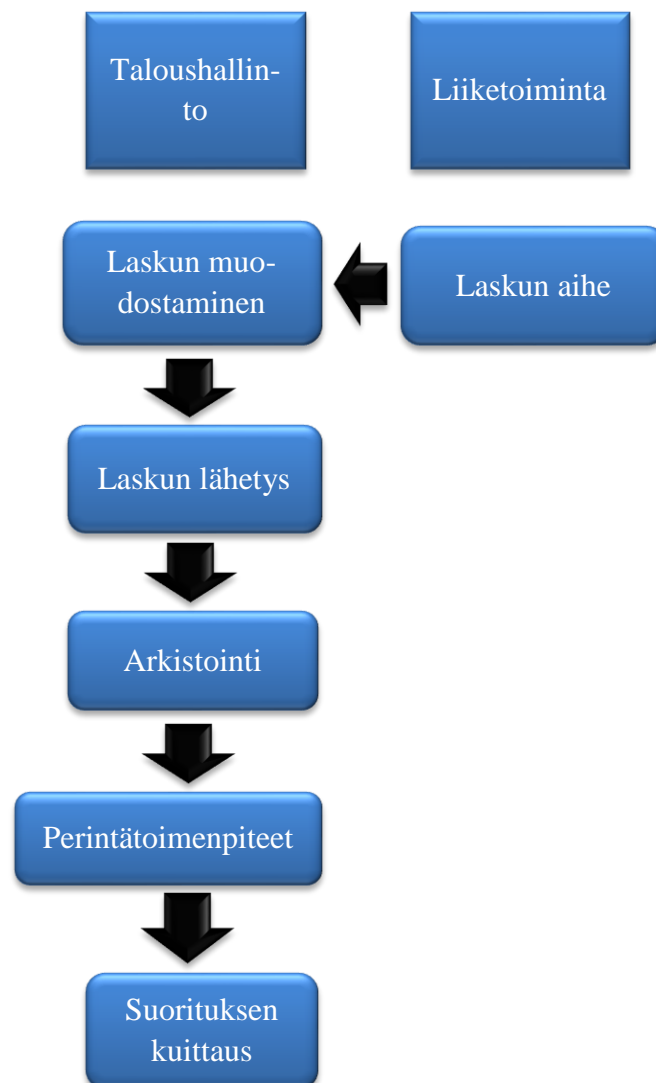 Taloushallin-
to
Liiketoiminta
Laskun muo-
dostaminen
Laskun aihe
Laskun lähetys
Arkistointi
Perintätoimenpiteet
Suorituksen
kuittaus